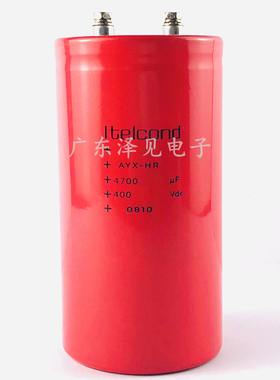 Itelcond
广东泽见电子
+ AYX-HR
+ 4700 µF
+ 400 Vdc
+ 0810